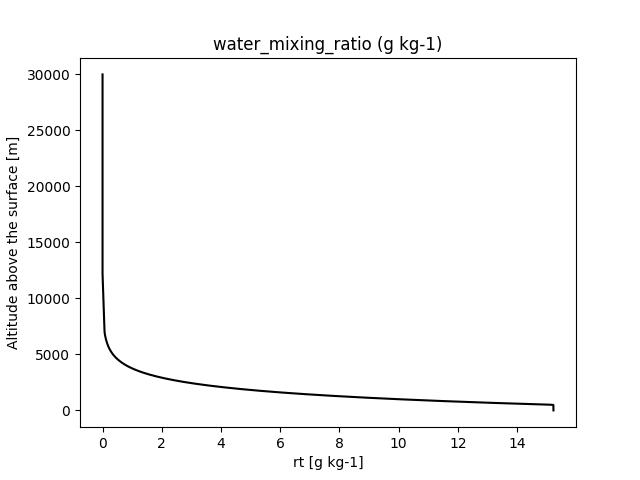 water_mixing_ratio (g kg-1)
30000
25000
20000
15000
10000
5000
0
Altitude above the surface [m]
0 2 4 6 8 10 12 14
rt [g kg-1]